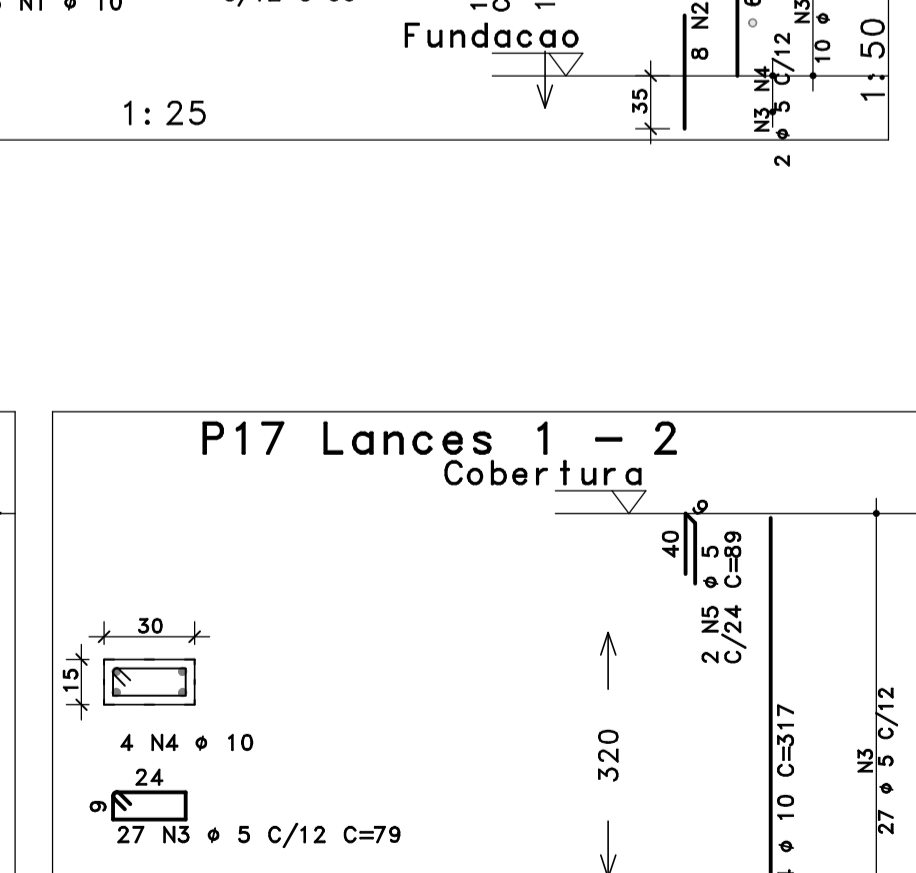 N1 ø 10
Fundacao
1:25
35
8 N2
N3 N4
2 ø 5 C/12
N3
10 ø
1:50
P17 Lances 1 - 2
Cobertura
40
6
2 N5 ø 5
C/24 C=89
30
15
4 N4 ø 10
24
9
27 N3 ø 5 C/12 C=79
320
ø 10 C=317
N3
27 ø 5 C/12